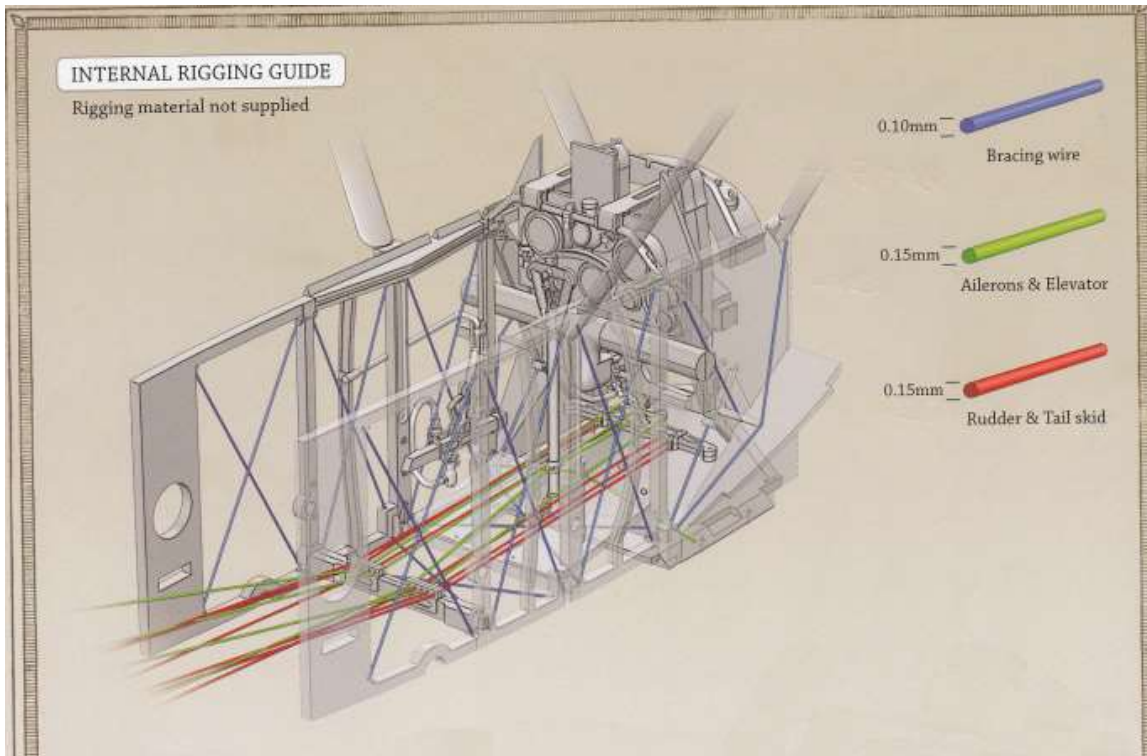 INTERNAL RIGGING GUIDE
Rigging material not supplied
0.10mm
Bracing wire
0.15mm
Ailerons & Elevator
0.15mm
Rudder & Tail skid